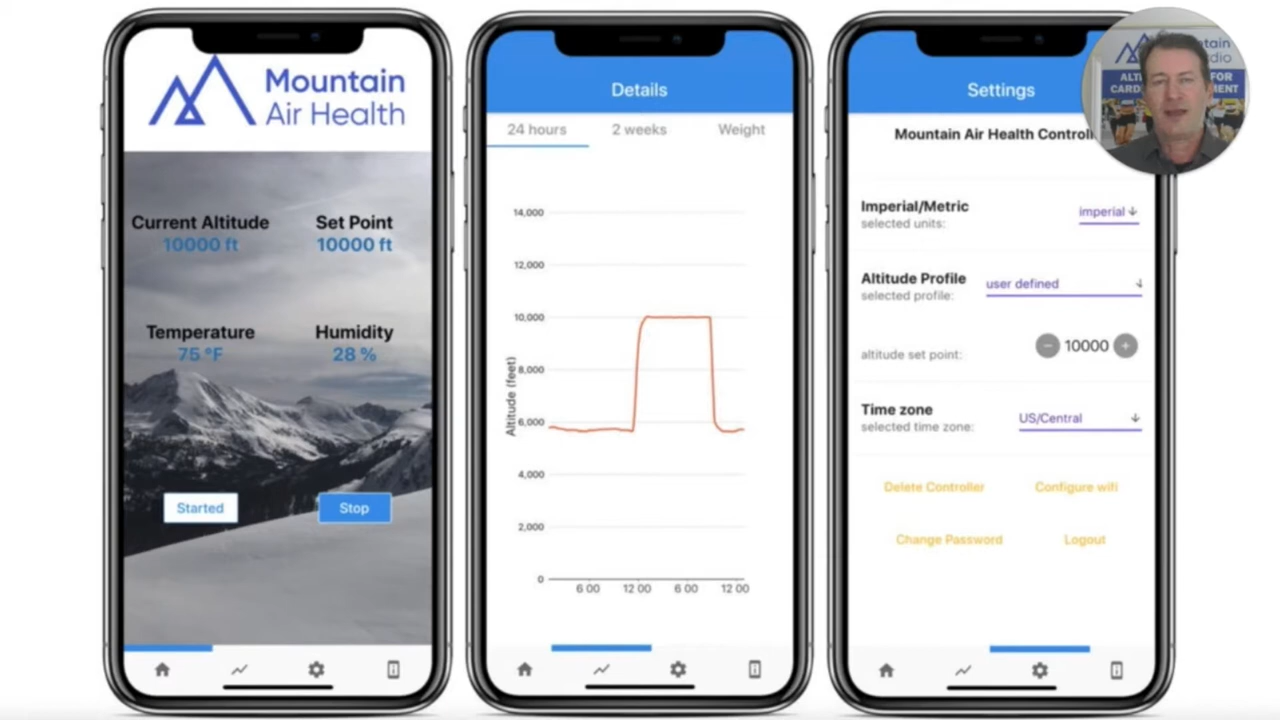 Mountain
Air Health
Current Altitude
10000 ft
Set Point
10000 ft
Temperature
75 °F
Humidity
28 %
Started
Stop
Details
24 hours
2 weeks
Weight
14,000
12,000
10,000
8,000
6,000
4,000
2,000
0
Altitude (feet)
6 00
12 00
6 00
12 00
Settings
Mountain Air Health
Imperial/Metric
selected units:
imperial
Altitude Profile
selected profile:
user defined
altitude set point:
10000
Time zone
selected time zone:
US/Central
Delete Controller
Configure wifi
Change Password
Logout